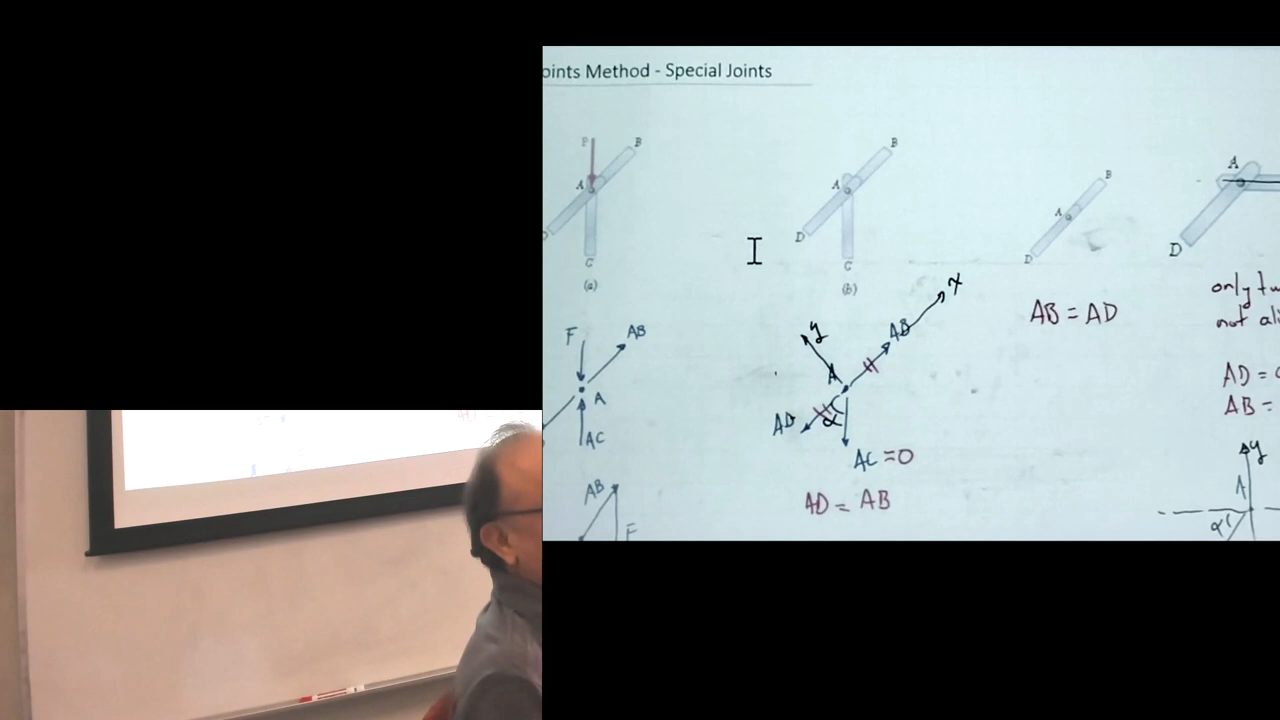 oints Method - Special Joints
P
B
A
C
(a)
B
A
D
C
(b)
B
A
D
A
D
F
AB
A
AC
AB
F
x
y
AB
A
AD
α
AC = 0
AD = AB
AB = AD
only tw
not ali
AD =
AB =
y
A
α